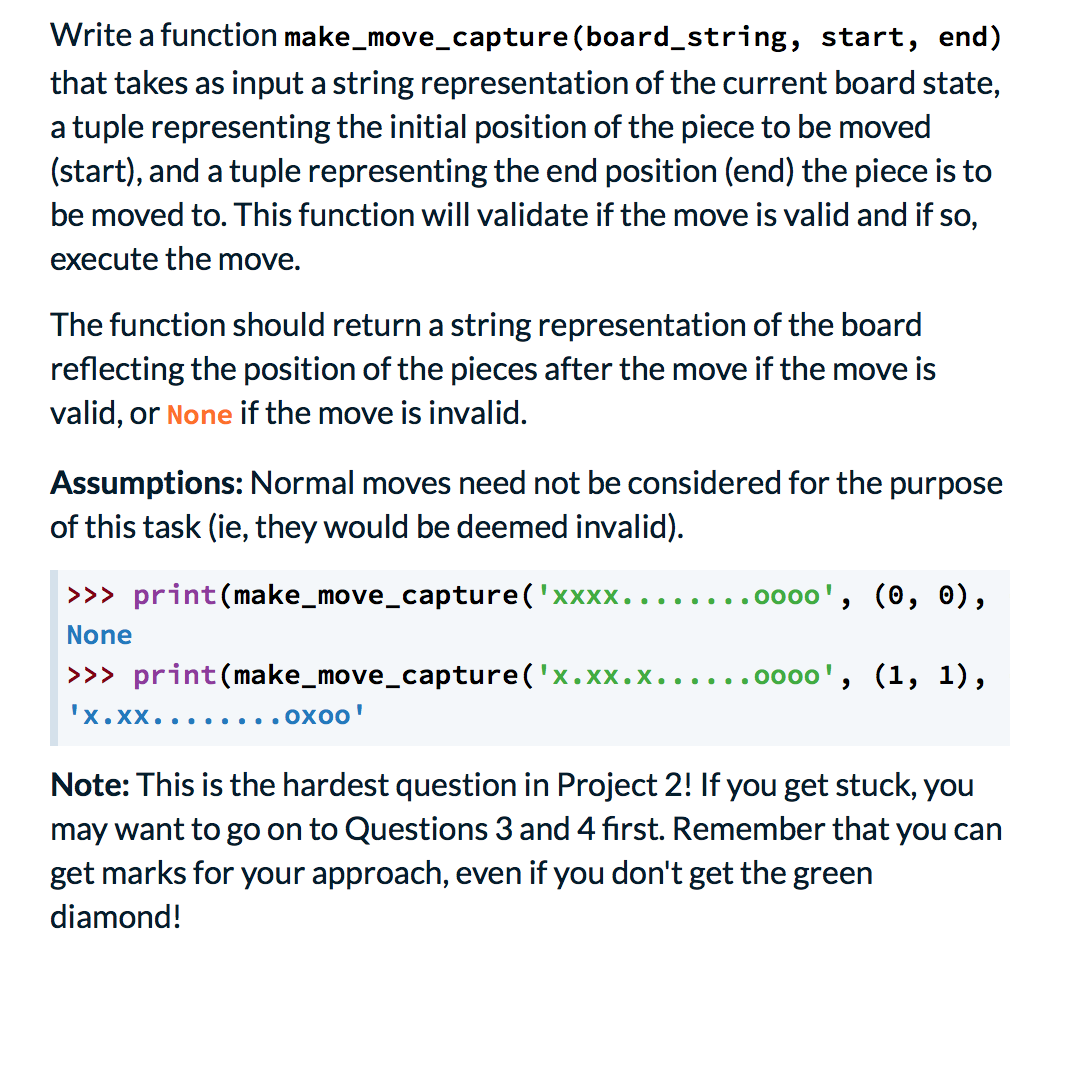 Write a function make_move_capture(board_string, start, end)
that takes as input a string representation of the current board state,
a tuple representing the initial position of the piece to be moved
(start), and a tuple representing the end position (end) the piece is to
be moved to. This function will validate if the move is valid and if so,
execute the move.
The function should return a string representation of the board
reflecting the position of the pieces after the move if the move is
valid, or None if the move is invalid.
Assumptions: Normal moves need not be considered for the purpose
of this task (ie, they would be deemed invalid).
>>> print(make_move_capture('xxxx........oooo', (0, 0),
None
>>> print(make_move_capture('x.xx.x......oooo', (1, 1),
'x.xx........oxoo'
Note: This is the hardest question in Project 2! If you get stuck, you
may want to go on to Questions 3 and 4 first. Remember that you can
get marks for your approach, even if you don't get the green
diamond!